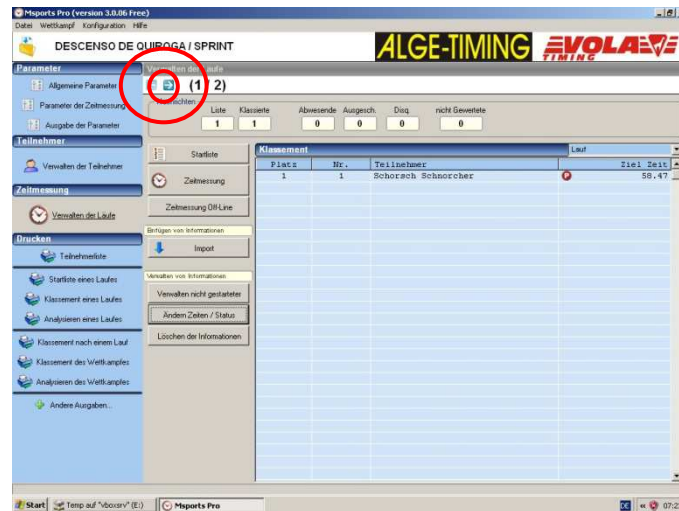 Msports Pro (version 3.0.06 Free)
Datei Wettkampf Konfiguration Hilfe
DESCENSO DE QUIROGA / SPRINT
ALGE-TIMING
VOLA
TIMING
Parameter
Allgemeine Parameter
Parameter der Zeitmessung
Ausgabe der Parameter
Teilnehmer
Verwalten der Teilnehmer
Zeitmessung
Verwalten der Läufe
Drucken
Teilnehmerliste
Startliste eines Laufes
Klassement eines Laufes
Analysieren eines Laufes
Klassement nach einem Lauf
Klassement des Wettkampfes
Analysieren des Wettkampfes
Andere Ausgaben...
Verwalten der Läufe
(1 / 2)
Liste Klassierte Abwesende Ausgesch. Disq. nicht Gewertete
1 1 0 0 0 0
Startliste
Zeitmessung
Zeitmessung Off-Line
Einfügen von Informationen
Import
Verwalten von Informationen
Verwalten nicht gestarteter
Ändern Zeiten / Status
Löschen der Informationen
Klassement
Lauf
Platz Nr. Teilnehmer Ziel Zeit
1 1 Schorsch Schnorcher P 58.47
Start Temp auf "vboxsrv" (E:) Msports Pro DE « 07:2